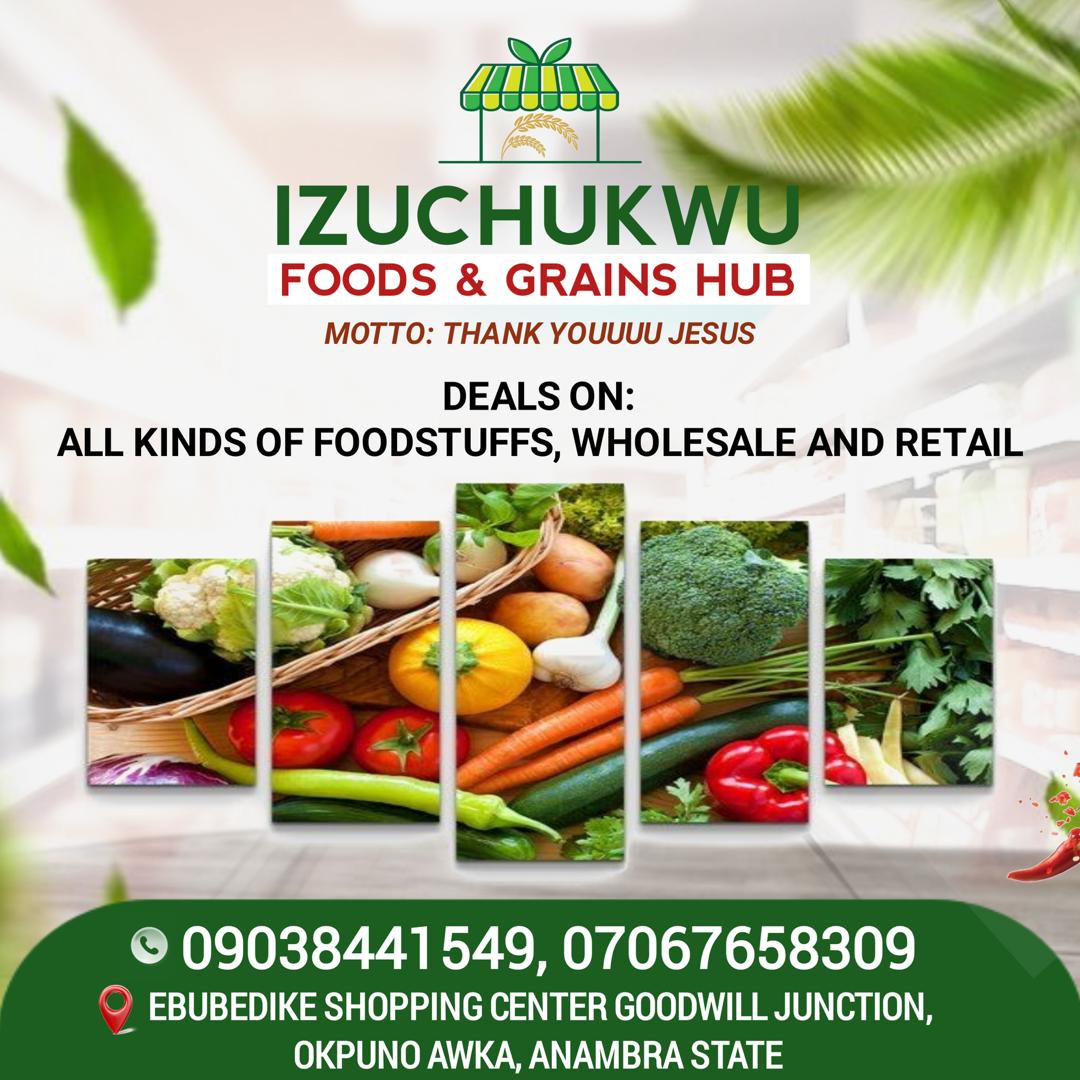 IZUCHUKWU
FOODS & GRAINS HUB
MOTTO: THANK YOUUUU JESUS
DEALS ON:
ALL KINDS OF FOODSTUFFS, WHOLESALE AND RETAIL
09038441549, 07067658309
EBUBEDIKE SHOPPING CENTER GOODWILL JUNCTION,
OKPUNO AWKA, ANAMBRA STATE